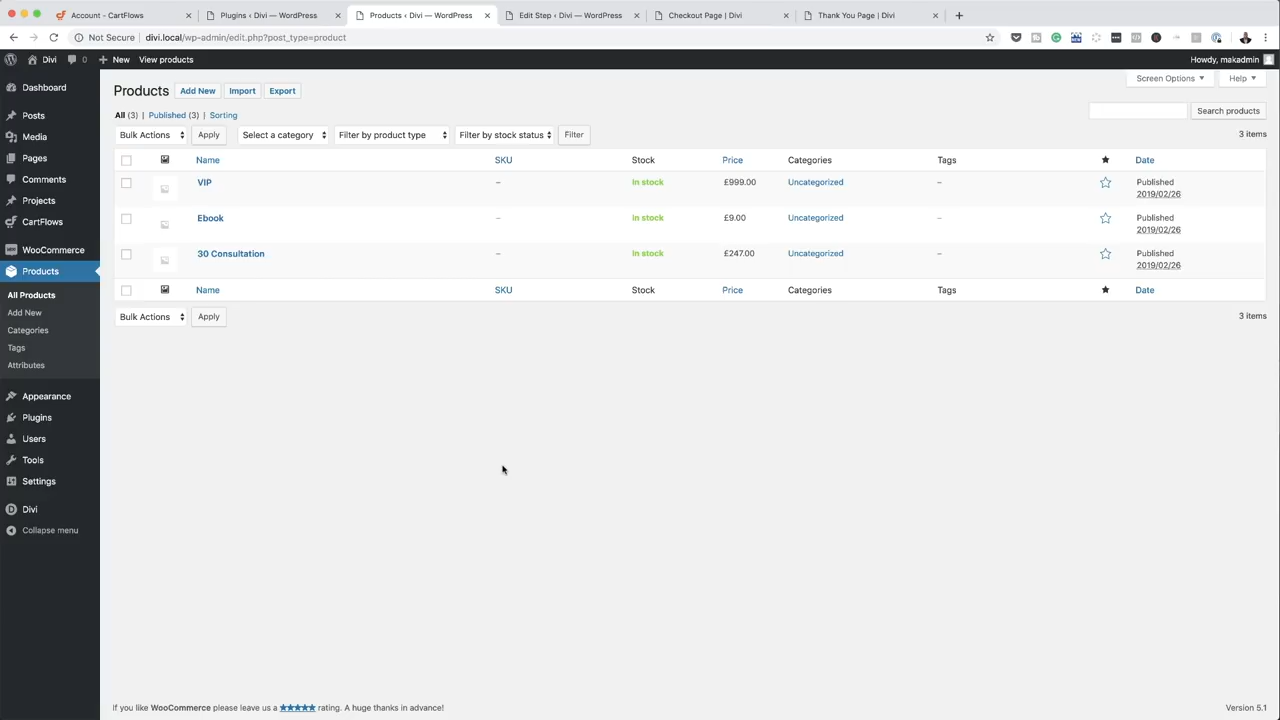 Account - CartFlows
Plugins ‹ Divi — WordPress
Products ‹ Divi — WordPress
Edit Step ‹ Divi — WordPress
Checkout Page | Divi
Thank You Page | Divi
Not Secure | divi.local/wp-admin/edit.php?post_type=product
Divi 0 New View products Howdy, makadmin
Screen Options Help
Dashboard
Posts
Media
Pages
Comments
Projects
CartFlows
WooCommerce
Products
All Products
Add New
Categories
Tags
Attributes
Appearance
Plugins
Users
Tools
Settings
Divi
Collapse menu
Products Add New Import Export
All (3) | Published (3) | Sorting
Search products
Bulk Actions Apply Select a category Filter by product type Filter by stock status Filter
3 items
Name SKU Stock Price Categories Tags Date
VIP – In stock £999.00 Uncategorized – Published
2019/02/26
Ebook – In stock £9.00 Uncategorized – Published
2019/02/26
30 Consultation – In stock £247.00 Uncategorized – Published
2019/02/26
Name SKU Stock Price Categories Tags Date
Bulk Actions Apply 3 items
If you like WooCommerce please leave us a ★★★★★ rating. A huge thanks in advance! Version 5.1